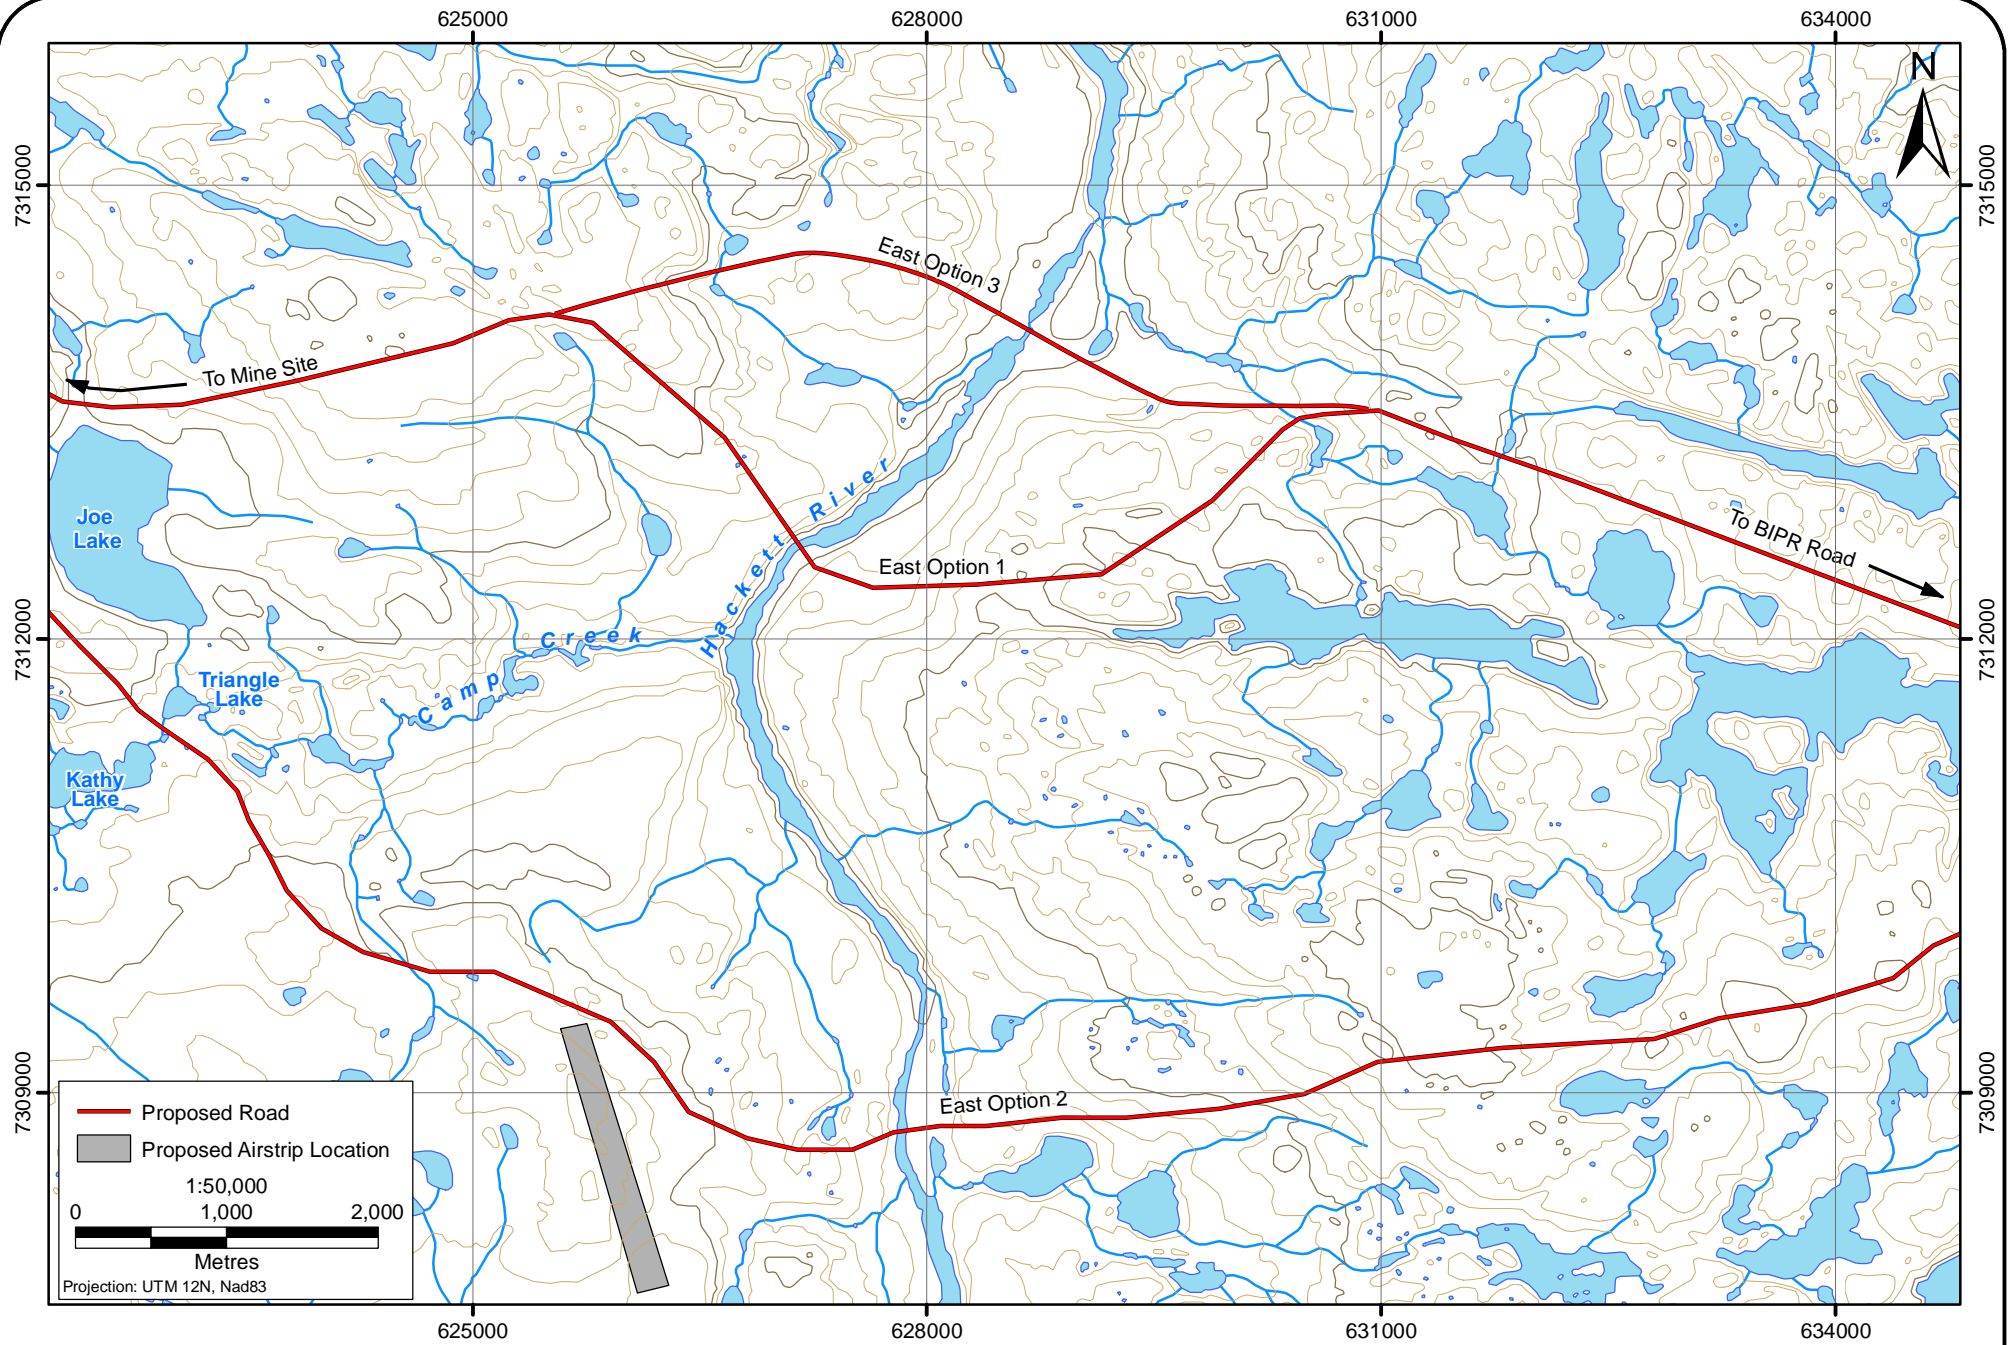 625000
628000
631000
634000
N
7315000
7315000
East Option 3
To Mine Site
River
Hackett
Joe
Lake
To BIPR Road
East Option 1
7312000
7312000
Creek
Camp
Triangle
Lake
Kathy
Lake
7309000
7309000
East Option 2
Proposed Road
Proposed Airstrip Location
1:50,000
0 1,000 2,000
Metres
Projection: UTM 12N, Nad83
625000
628000
631000
634000